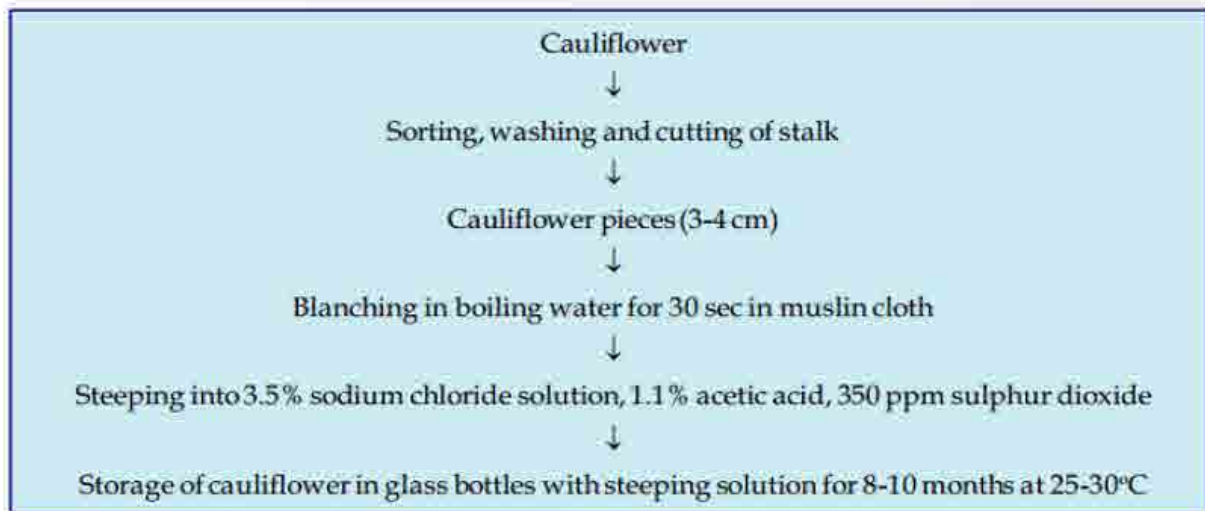 Cauliflower
↓
Sorting, washing and cutting of stalk
↓
Cauliflower pieces (3-4 cm)
↓
Blanching in boiling water for 30 sec in muslin cloth
↓
Steeping into 3.5% sodium chloride solution, 1.1% acetic acid, 350 ppm sulphur dioxide
↓
Storage of cauliflower in glass bottles with steeping solution for 8-10 months at 25-30°C